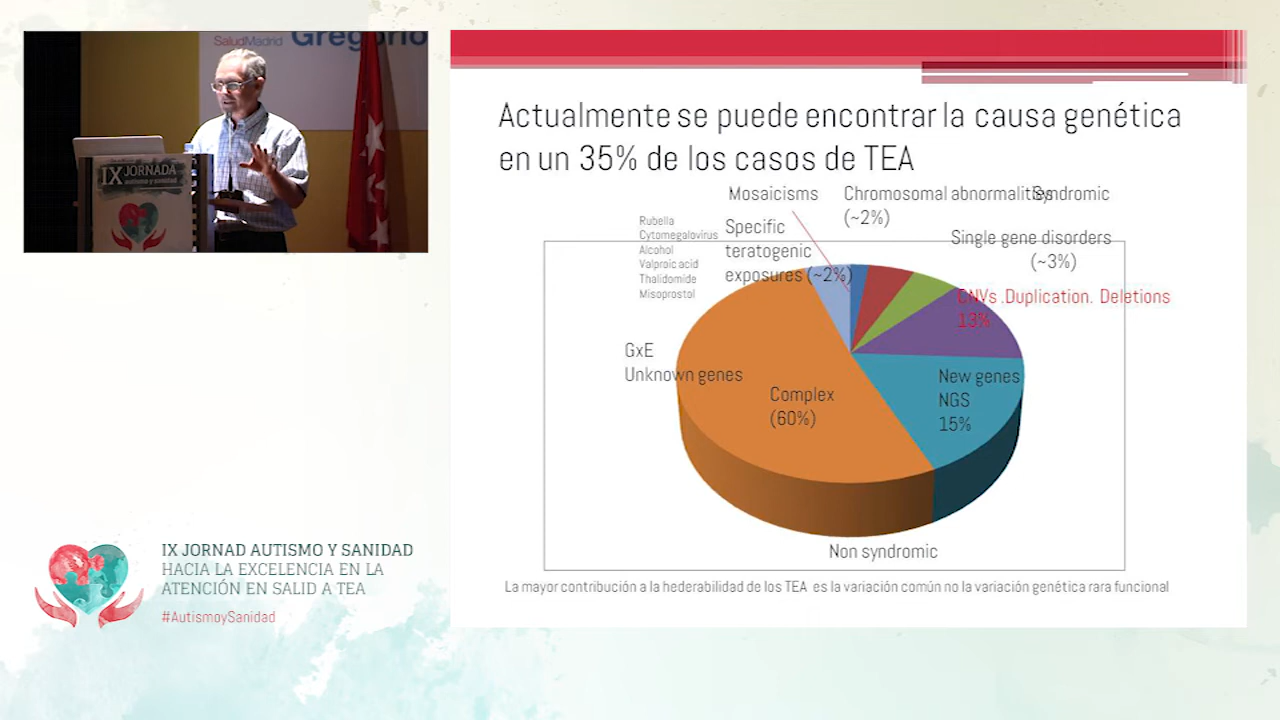 SaludMadrid
Gregorio
IX JORNADA
autismo y sanidad
Actualmente se puede encontrar la causa genética
en un 35% de los casos de TEA
Mosaicisms
Chromosomal abnormalities
(~2%)
Syndromic
Rubella
Cytomegalovirus
Alcohol
Valproic acid
Thalidomide
Misoprostol
Specific
teratogenic
exposures (~2%)
Single gene disorders
(~3%)
CNVs .Duplication. Deletions
13%
GxE
Unknown genes
Complex
(60%)
New genes
NGS
15%
Non syndromic
La mayor contribución a la hederabilidad de los TEA es la variación común no la variación genética rara funcional
IX JORNAD AUTISMO Y SANIDAD
HACIA LA EXCELENCIA EN LA
ATENCIÓN EN SALID A TEA
#AutismoySanidad